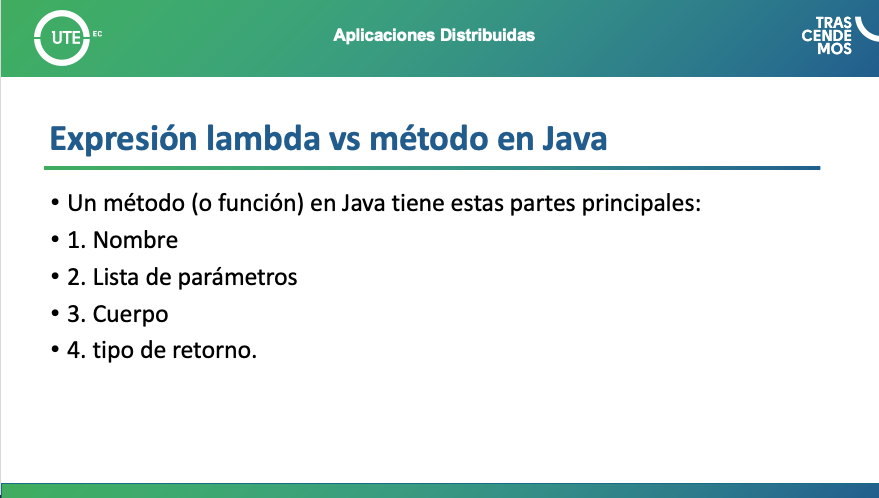 UTE EC
Aplicaciones Distribuidas
TRAS
CENDE
MOS
Expresión lambda vs método en Java
• Un método (o función) en Java tiene estas partes principales:
• 1. Nombre
• 2. Lista de parámetros
• 3. Cuerpo
• 4. tipo de retorno.